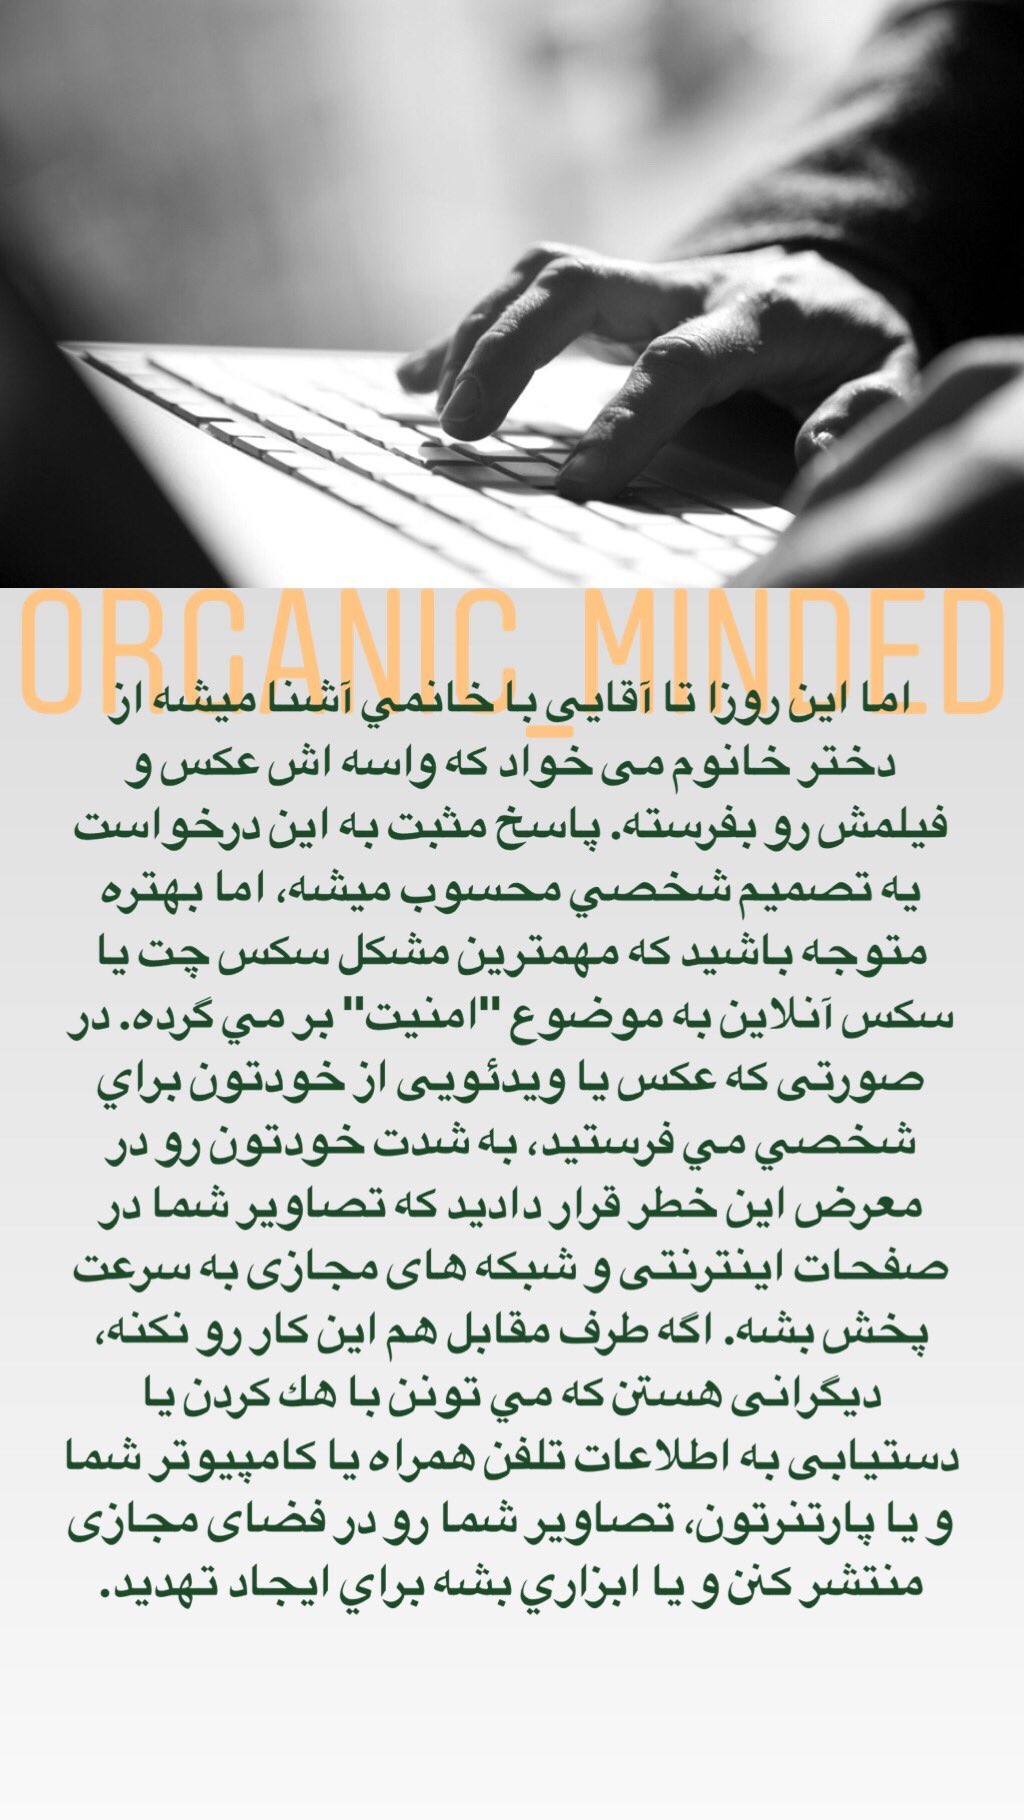 ORGANIC_MINDED
اما این روزا تا آقایی با خانمي آشنا میشه از
دختر خانوم می خواد که واسه اش عکس و
فیلمش رو بفرسته. پاسخ مثبت به این درخواست
یه تصمیم شخصي محسوب میشه، اما بهتره
متوجه باشید که مهمترین مشکل سکس چت یا
سکس آنلاین به موضوع "امنیت" بر مي گرده. در
صورتی که عکس یا ویدئویی از خودتون براي
شخصي مي فرستید، به شدت خودتون رو در
معرض این خطر قرار دادید که تصاویر شما در
صفحات اینترنتی و شبکه های مجازی به سرعت
پخش بشه. اگه طرف مقابل هم این کار رو نکنه،
دیگرانی هستن که مي تونن با هك کردن یا
دستیابی به اطلاعات تلفن همراه یا کامپیوتر شما
و یا پارتنرتون، تصاویر شما رو در فضای مجازی
منتشر کنن و یا ابزاري بشه براي ایجاد تهدید.